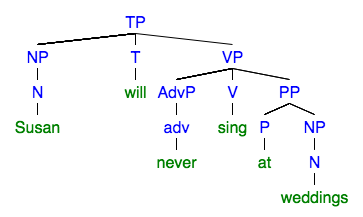 TP
NP T VP
N will AdvP V PP
Susan adv sing P NP
never at N
weddings